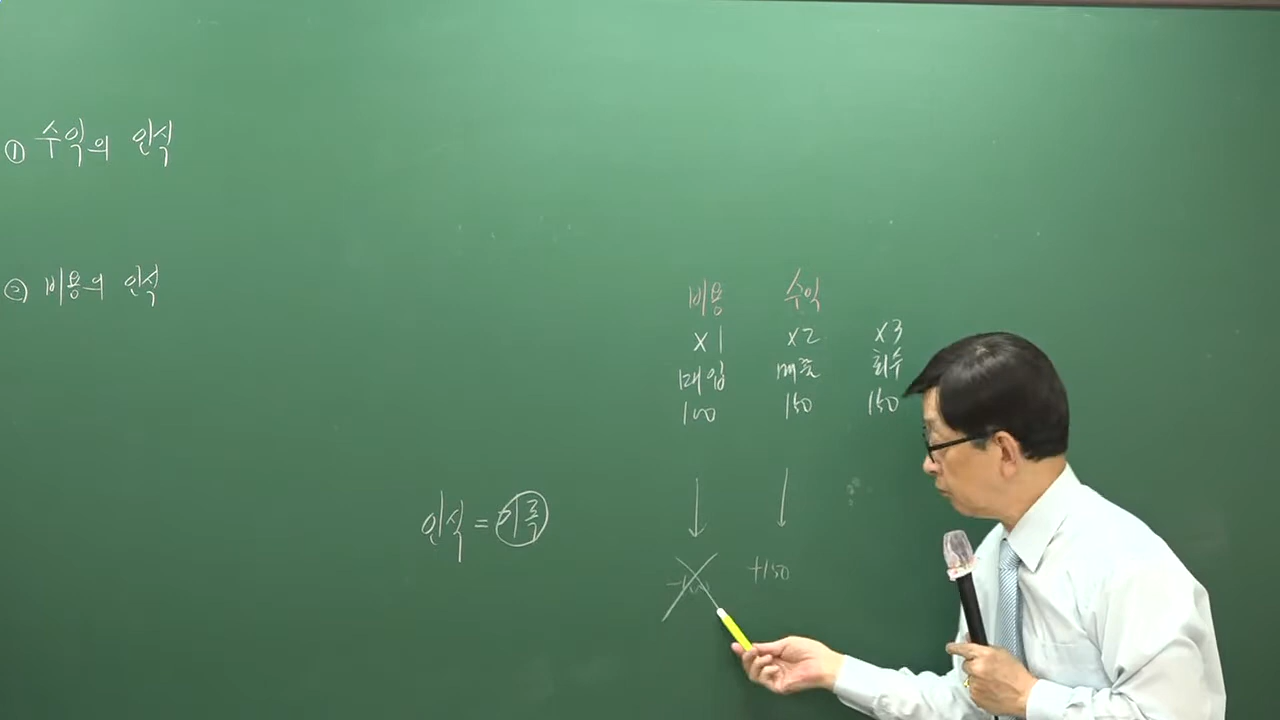 ① 수익의 인식
② 비용의 인식
비용 수익
X1 X2 X3
매입 매출 회수
100 150 150
인식 = 기록
-100 +150